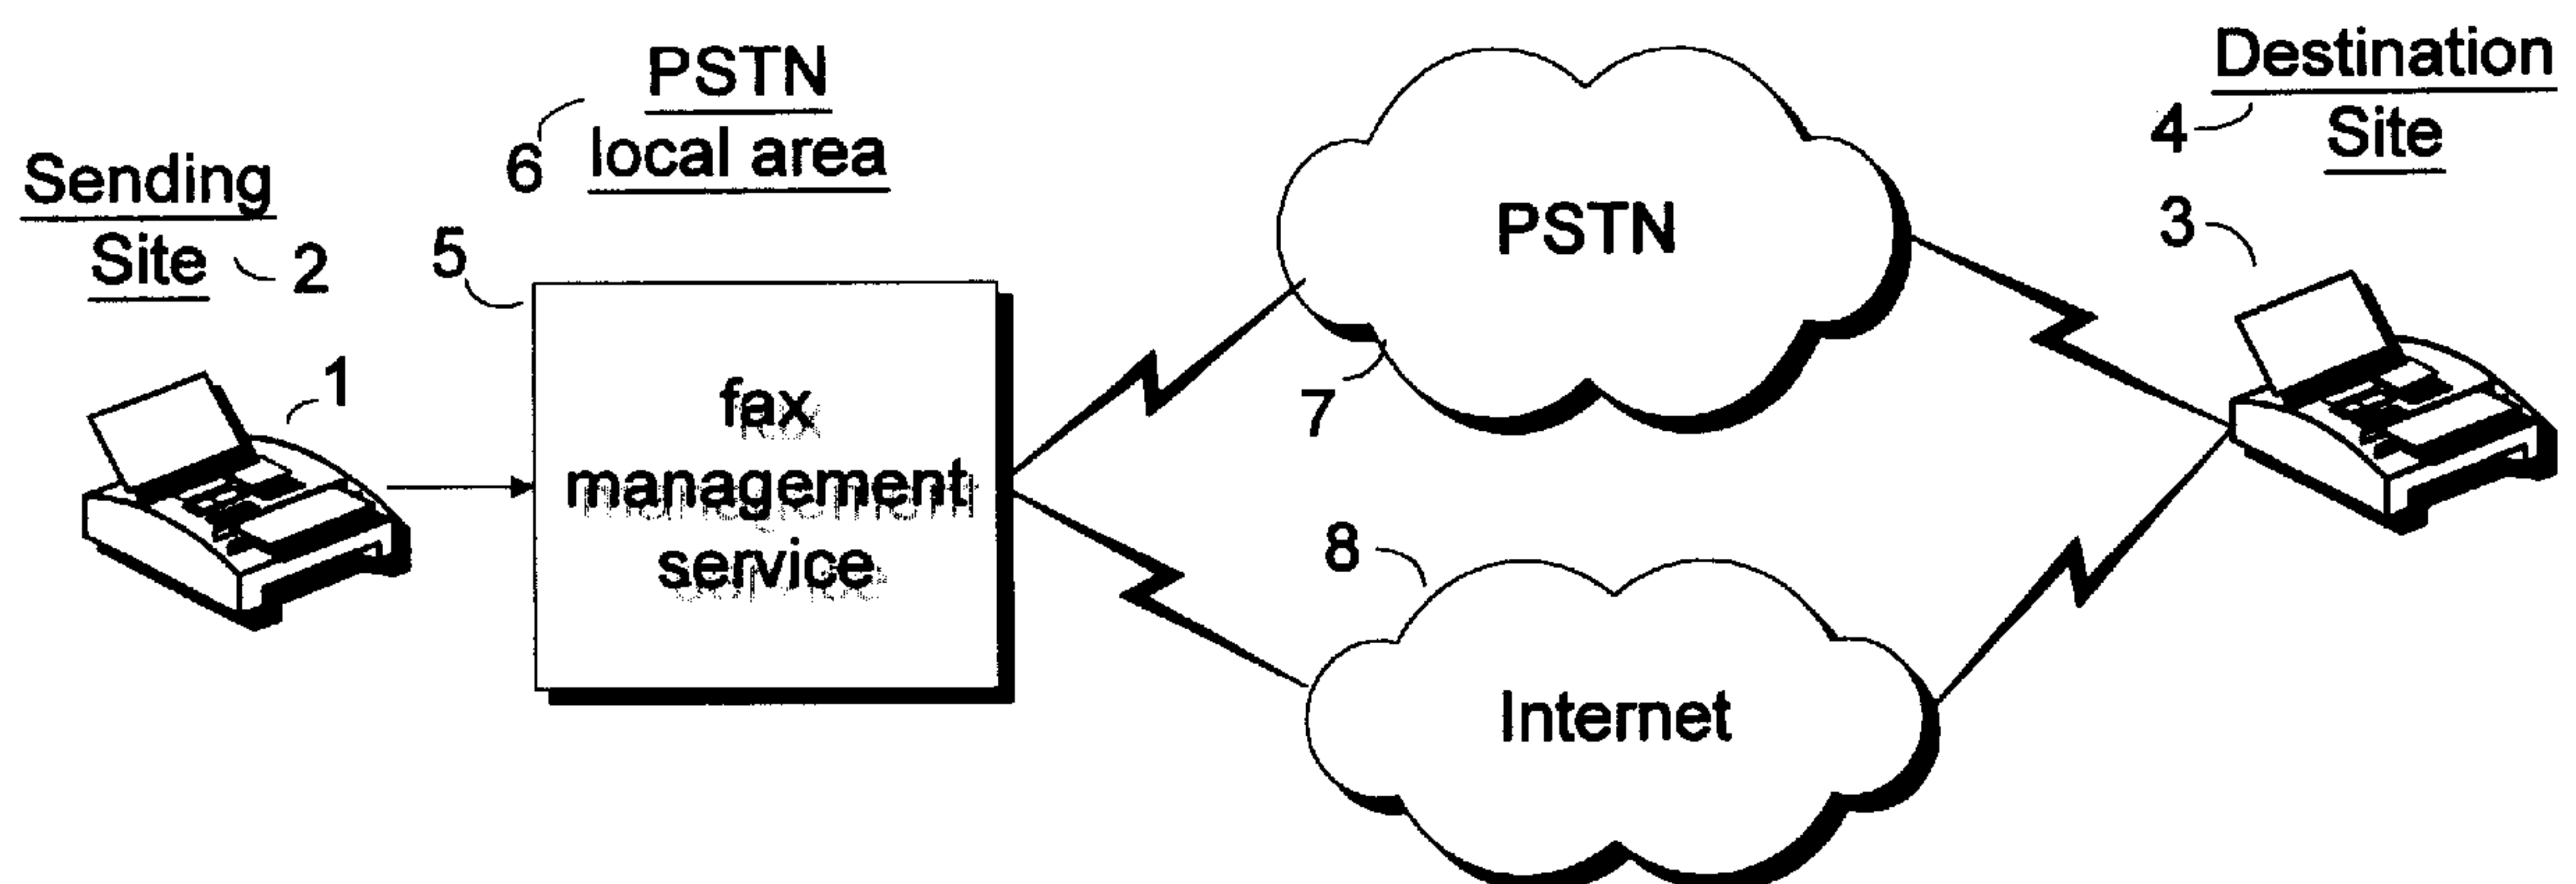 Sending
Site
2
1
PSTN
local area
6
5
fax
management
service
PSTN
7
8
Internet
Destination
Site
4
3